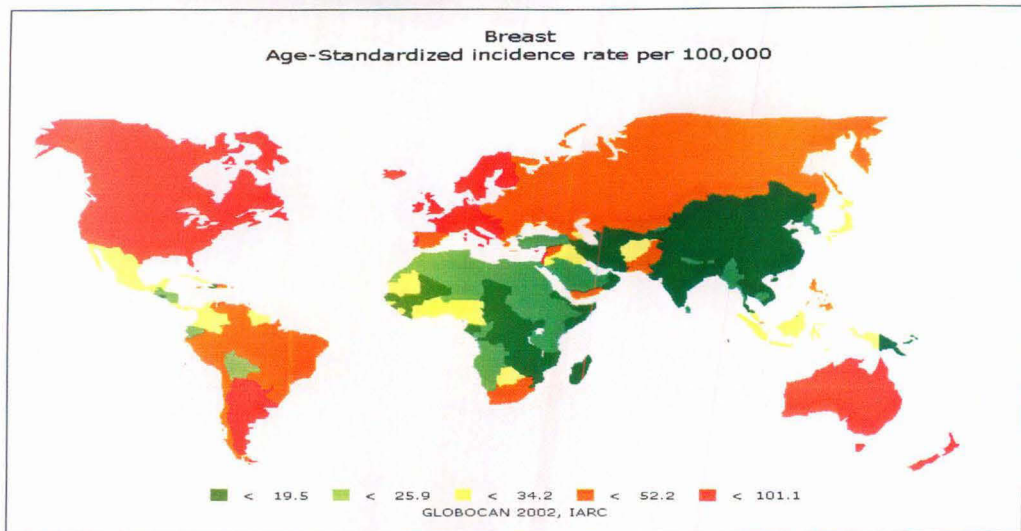 Breast
Age-Standardized incidence rate per 100,000
< 19.5 < 25.9 < 34.2 < 52.2 < 101.1
GLOBOCAN 2002, IARC